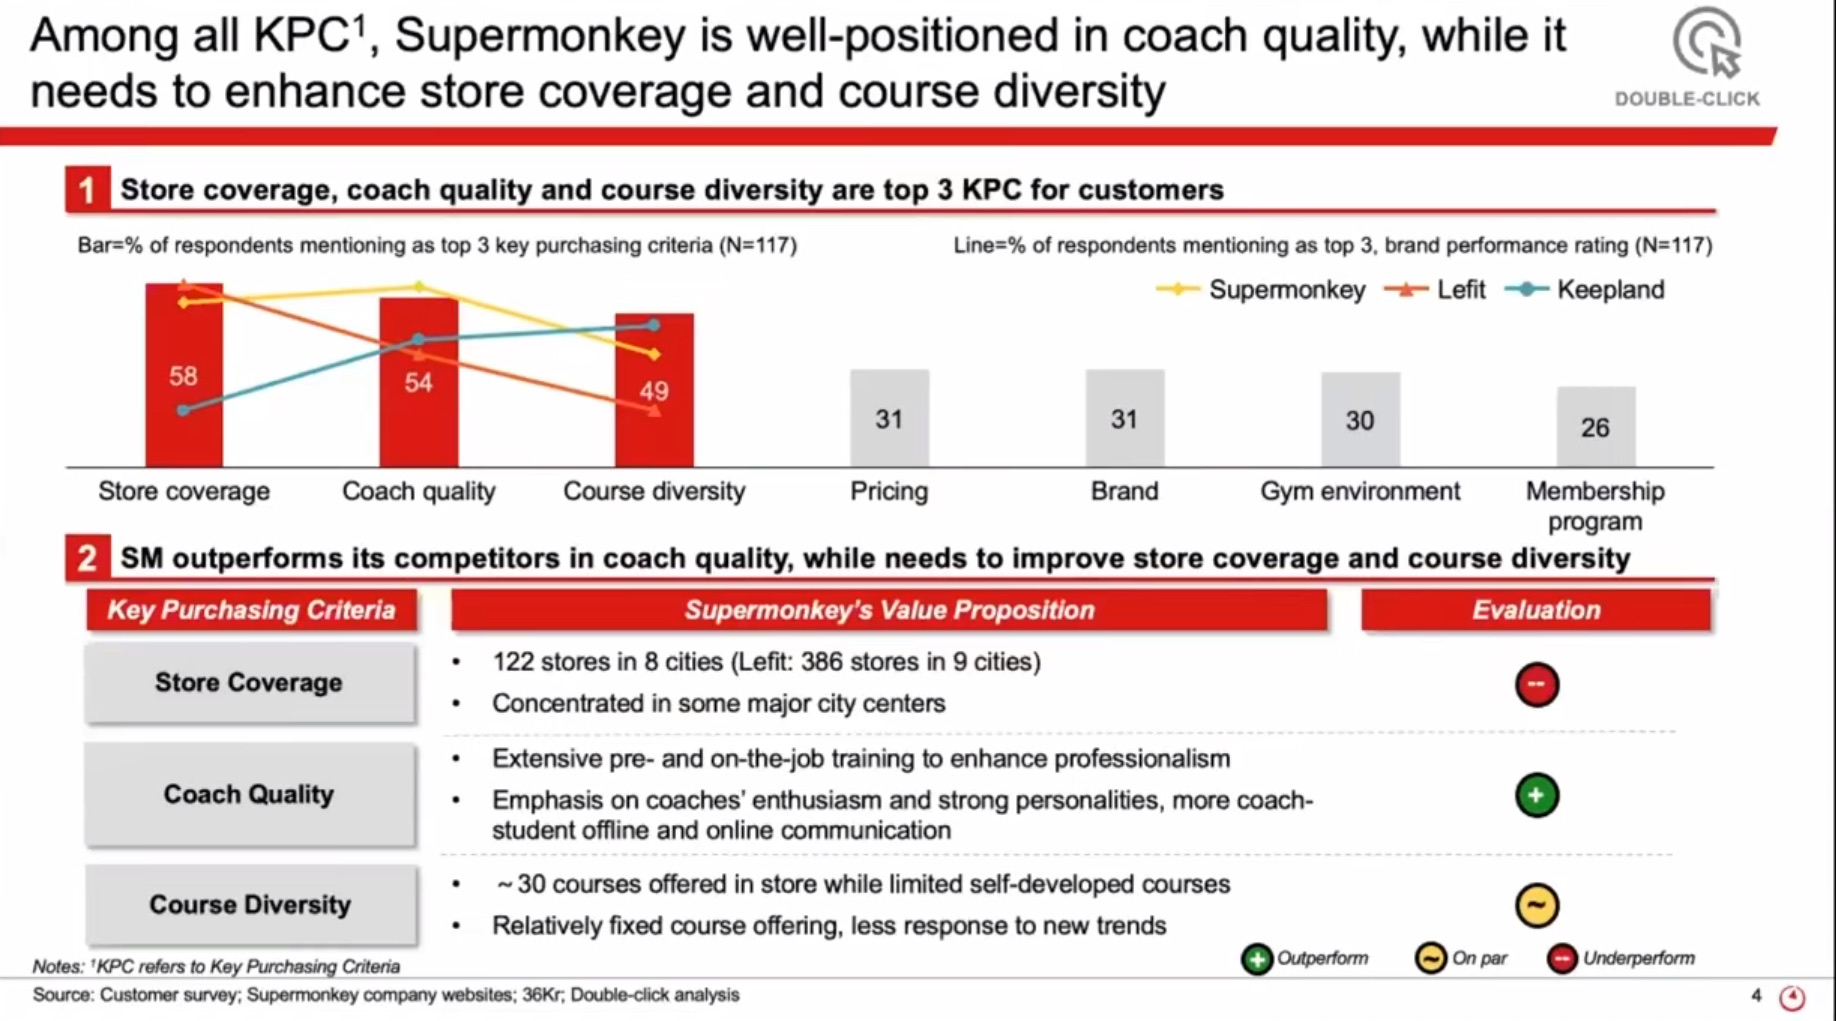 Among all KPC¹, Supermonkey is well-positioned in coach quality, while it
needs to enhance store coverage and course diversity
DOUBLE-CLICK
1 Store coverage, coach quality and course diversity are top 3 KPC for customers
Bar=% of respondents mentioning as top 3 key purchasing criteria (N=117)
Line=% of respondents mentioning as top 3, brand performance rating (N=117)
Supermonkey Lefit Keepland
58 54 49 31 31 30 26
Store coverage Coach quality Course diversity Pricing Brand Gym environment Membership
program
2 SM outperforms its competitors in coach quality, while needs to improve store coverage and course diversity
Key Purchasing Criteria Supermonkey's Value Proposition Evaluation
Store Coverage
• 122 stores in 8 cities (Lefit: 386 stores in 9 cities)
• Concentrated in some major city centers
--
Coach Quality
• Extensive pre- and on-the-job training to enhance professionalism
• Emphasis on coaches' enthusiasm and strong personalities, more coach-
student offline and online communication
+
Course Diversity
• ~30 courses offered in store while limited self-developed courses
• Relatively fixed course offering, less response to new trends
~
+ Outperform ~ On par -- Underperform
Notes: ¹KPC refers to Key Purchasing Criteria
Source: Customer survey; Supermonkey company websites; 36Kr; Double-click analysis
4